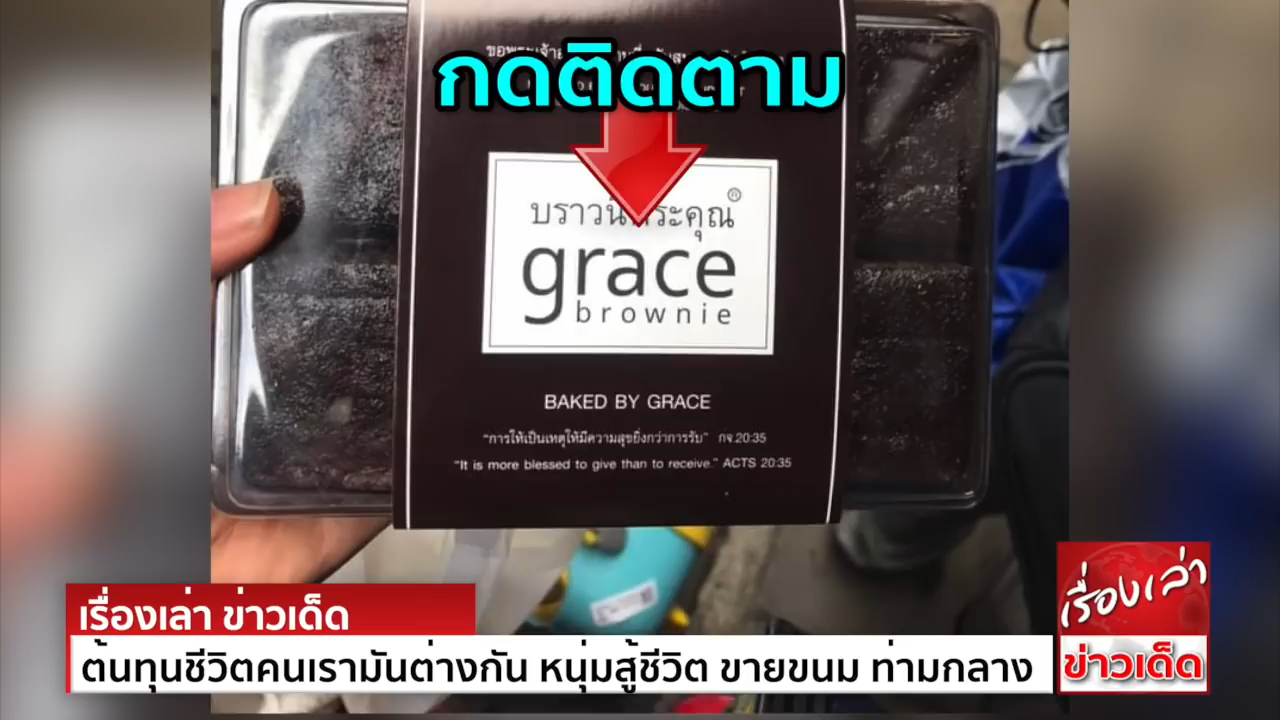 กดติดตาม
บราวนี่พระคุณ®
grace
brownie
BAKED BY GRACE
“การให้เป็นเหตุให้มีความสุขยิ่งกว่าการรับ” กจ.20:35
“It is more blessed to give than to receive.” ACTS 20:35
เรื่องเล่า ข่าวเด็ด
ต้นทุนชีวิตคนเรามันต่างกัน หนุ่มสู้ชีวิต ขายขนม ท่ามกลาง
เรื่องเล่า
ข่าวเด็ด